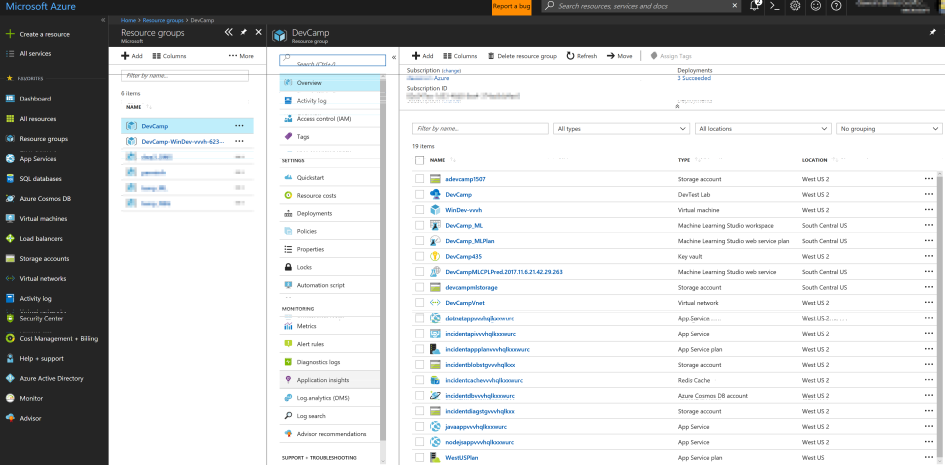 Microsoft Azure
Report a bug
Search resources, services and docs
2
Create a resource
All services
FAVORITES
Dashboard
All resources
Resource groups
App Services
SQL databases
Azure Cosmos DB
Virtual machines
Load balancers
Storage accounts
Virtual networks
Activity log
Security Center
Cost Management + Billing
Help + support
Azure Active Directory
Monitor
Advisor
Home > Resource groups > DevCamp
Resource groups
Microsoft
Add Columns More
Filter by name...
6 items
NAME
DevCamp
DevCamp-WinDev-vvvh-623...
DevCamp
Resource group
Search (Ctrl+/)
Overview
Activity log
Access control (IAM)
Tags
SETTINGS
Quickstart
Resource costs
Deployments
Policies
Properties
Locks
Automation script
MONITORING
Metrics
Alert rules
Diagnostics logs
Application insights
Log analytics (OMS)
Log search
Advisor recommendations
SUPPORT + TROUBLESHOOTING
Add Columns Delete resource group Refresh Move Assign Tags
Subscription (change)
Azure
Subscription ID
Deployments
3 Succeeded
Filter by name... All types All locations No grouping
19 items
NAME TYPE LOCATION
adevcamp1507 Storage account West US 2
DevCamp DevTest Lab West US 2
WinDev-vvvh Virtual machine West US 2
DevCamp_ML Machine Learning Studio workspace South Central US
DevCamp_MLPlan Machine Learning Studio web service plan South Central US
DevCamp435 Key vault West US 2
DevCampMLCPLPred.2017.11.6.21.42.29.263 Machine Learning Studio web service South Central US
devcampmlstorage Storage account South Central US
DevCampVnet Virtual network West US 2
dotnetappvvvhqlkxxwurc App Service West US 2
incidentapivvvhqlkxxwurc App Service West US 2
incidentappplanvvvhqlkxxwurc App Service plan West US 2
incidentblobstgvvvhqlkxx Storage account West US 2
incidentcachevvvhqlkxxwurc Redis Cache West US 2
incidentdbvvvhqlkxxwurc Azure Cosmos DB account West US 2
incidentdiagstgvvvhqlkxx Storage account West US 2
javaappvvvhqlkxxwurc App Service West US 2
nodejsappvvvhqlkxxwurc App Service West US 2
WestUSPlan App Service plan West US